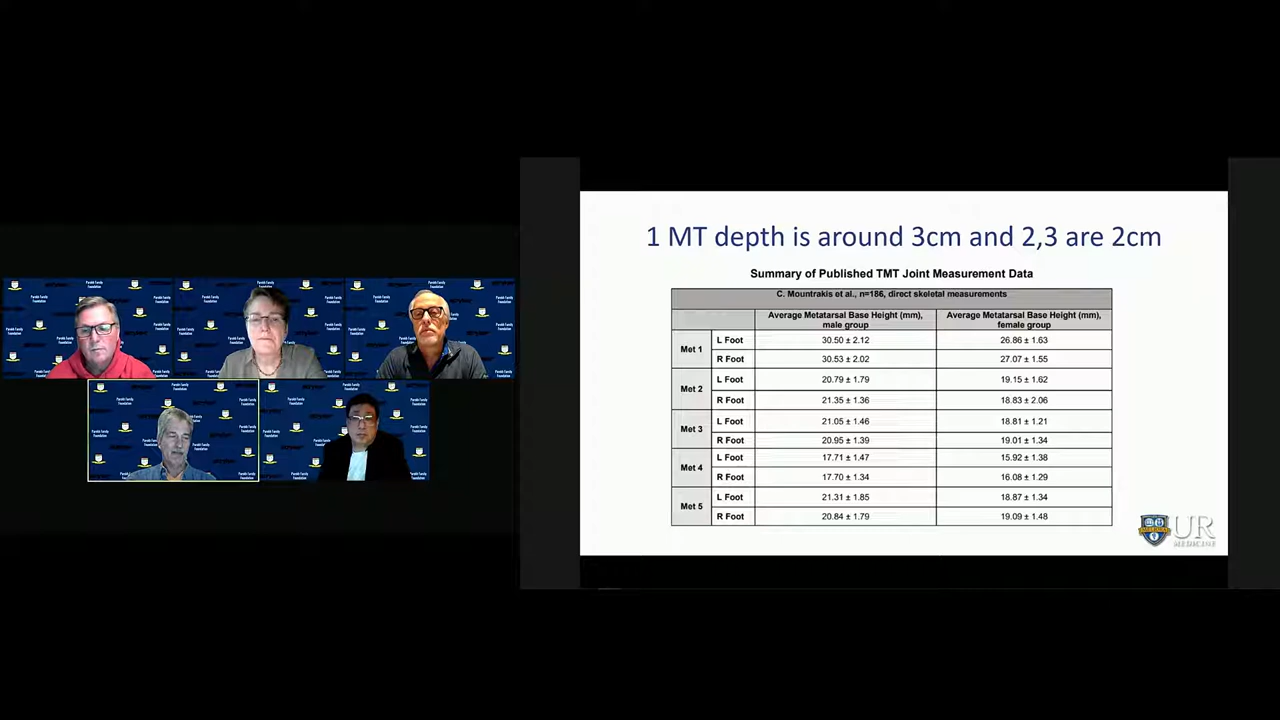 1 MT depth is around 3cm and 2,3 are 2cm
Summary of Published TMT Joint Measurement Data
C. Mountrakis et al., n=186, direct skeletal measurements
Average Metatarsal Base Height (mm), male group
Average Metatarsal Base Height (mm), female group
Met 1
L Foot 30.50 ± 2.12 26.86 ± 1.63
R Foot 30.53 ± 2.02 27.07 ± 1.55
Met 2
L Foot 20.79 ± 1.79 19.15 ± 1.62
R Foot 21.35 ± 1.36 18.83 ± 2.06
Met 3
L Foot 21.05 ± 1.46 18.81 ± 1.21
R Foot 20.95 ± 1.39 19.01 ± 1.34
Met 4
L Foot 17.71 ± 1.47 15.92 ± 1.38
R Foot 17.70 ± 1.34 16.08 ± 1.29
Met 5
L Foot 21.31 ± 1.85 18.87 ± 1.34
R Foot 20.84 ± 1.79 19.09 ± 1.48
UR
MEDICINE
Parekh Family
Foundation
stryker